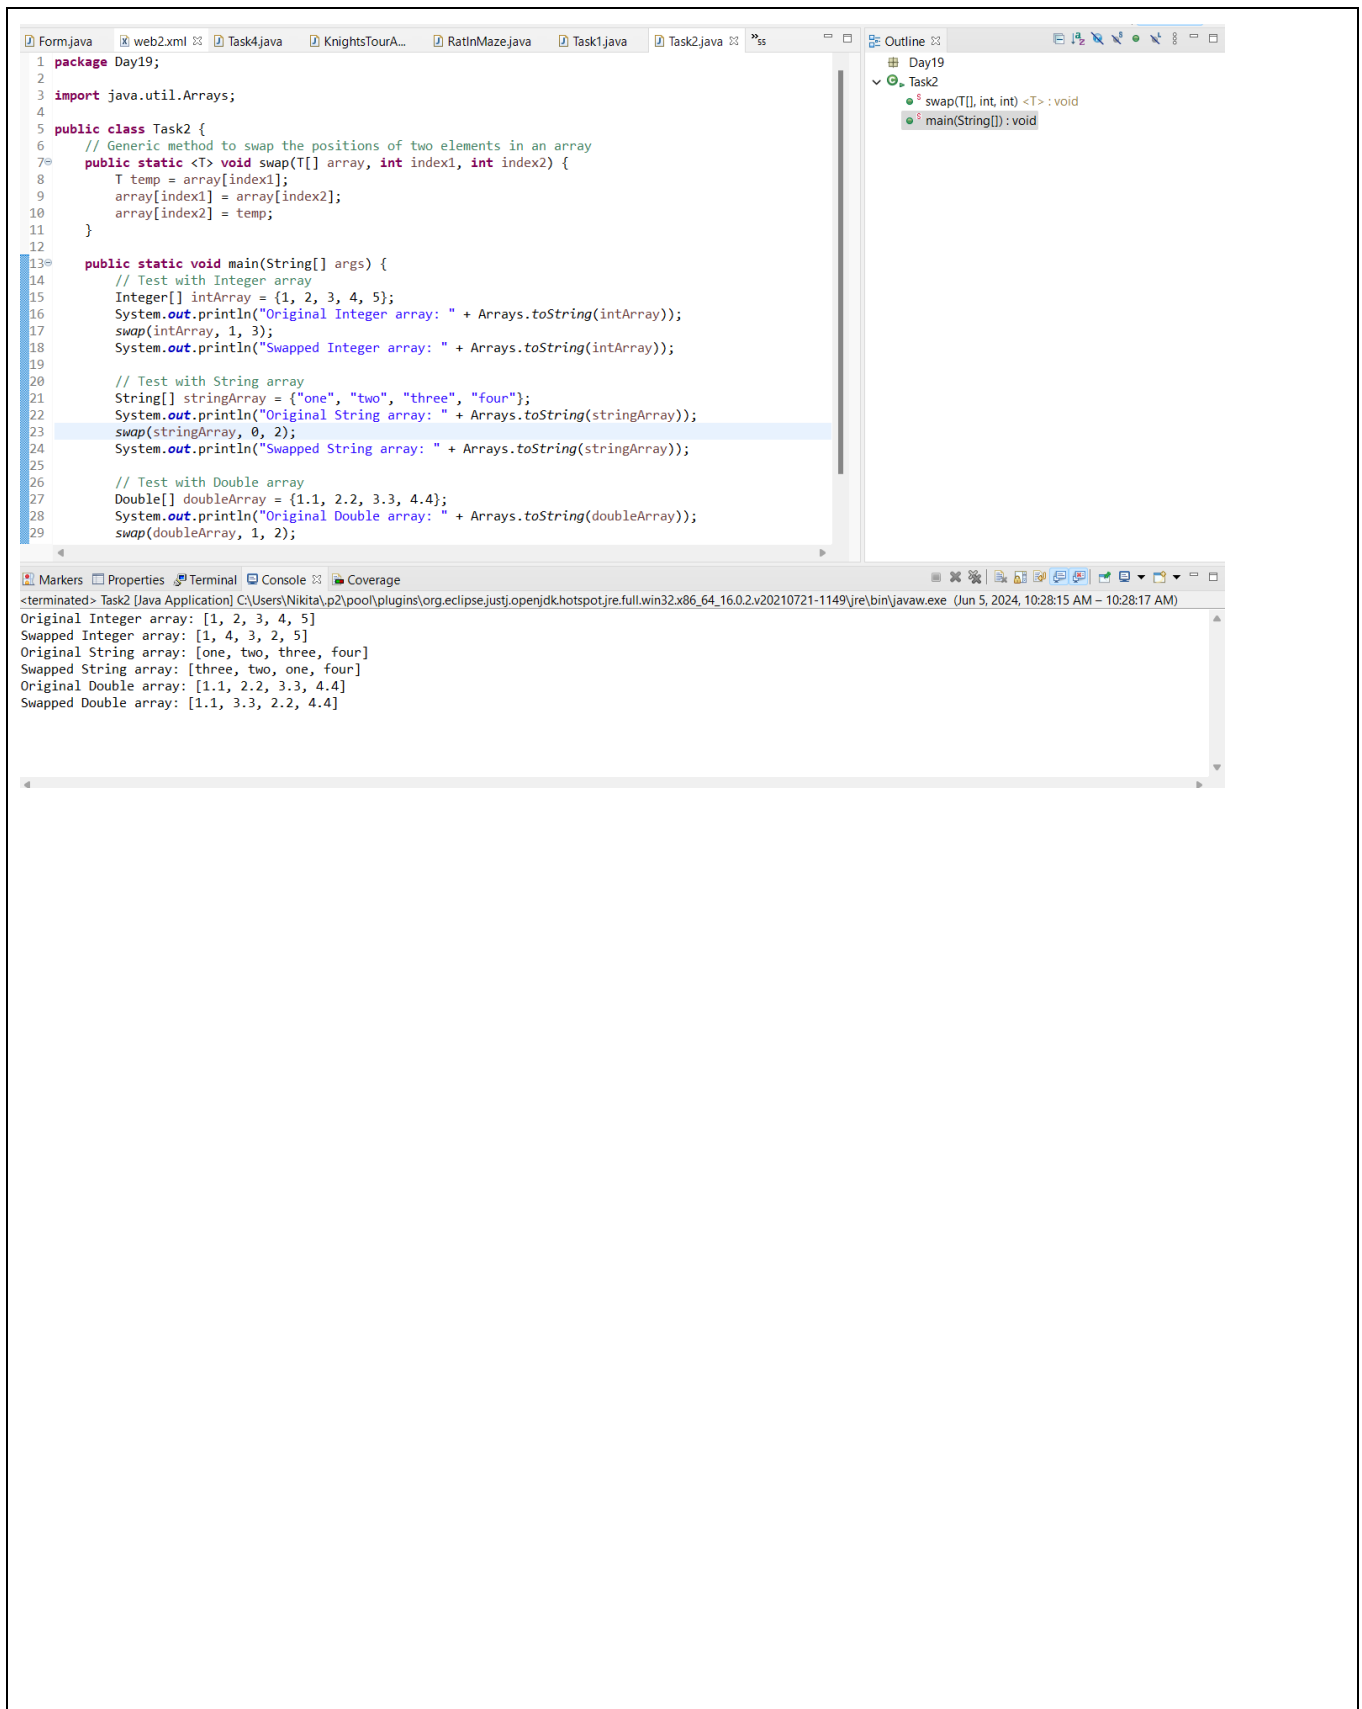 Form.java web2.xml Task4.java KnightsTourA... RatInMaze.java Task1.java Task2.java »55
1 package Day19;
2
3 import java.util.Arrays;
4
5 public class Task2 {
6     // Generic method to swap the positions of two elements in an array
7     public static <T> void swap(T[] array, int index1, int index2) {
8         T temp = array[index1];
9         array[index1] = array[index2];
10         array[index2] = temp;
11     }
12
13     public static void main(String[] args) {
14         // Test with Integer array
15         Integer[] intArray = {1, 2, 3, 4, 5};
16         System.out.println("Original Integer array: " + Arrays.toString(intArray));
17         swap(intArray, 1, 3);
18         System.out.println("Swapped Integer array: " + Arrays.toString(intArray));
19
20         // Test with String array
21         String[] stringArray = {"one", "two", "three", "four"};
22         System.out.println("Original String array: " + Arrays.toString(stringArray));
23         swap(stringArray, 0, 2);
24         System.out.println("Swapped String array: " + Arrays.toString(stringArray));
25
26         // Test with Double array
27         Double[] doubleArray = {1.1, 2.2, 3.3, 4.4};
28         System.out.println("Original Double array: " + Arrays.toString(doubleArray));
29         swap(doubleArray, 1, 2);
Outline
Day19
Task2
swap(T[], int, int) <T> : void
main(String[]) : void
Markers Properties Terminal Console Coverage
<terminated> Task2 [Java Application] C:\Users\Nikita\.p2\pool\plugins\org.eclipse.justj.openjdk.hotspot.jre.full.win32.x86_64_16.0.2.v20210721-1149\jre\bin\javaw.exe (Jun 5, 2024, 10:28:15 AM – 10:28:17 AM)
Original Integer array: [1, 2, 3, 4, 5]
Swapped Integer array: [1, 4, 3, 2, 5]
Original String array: [one, two, three, four]
Swapped String array: [three, two, one, four]
Original Double array: [1.1, 2.2, 3.3, 4.4]
Swapped Double array: [1.1, 3.3, 2.2, 4.4]